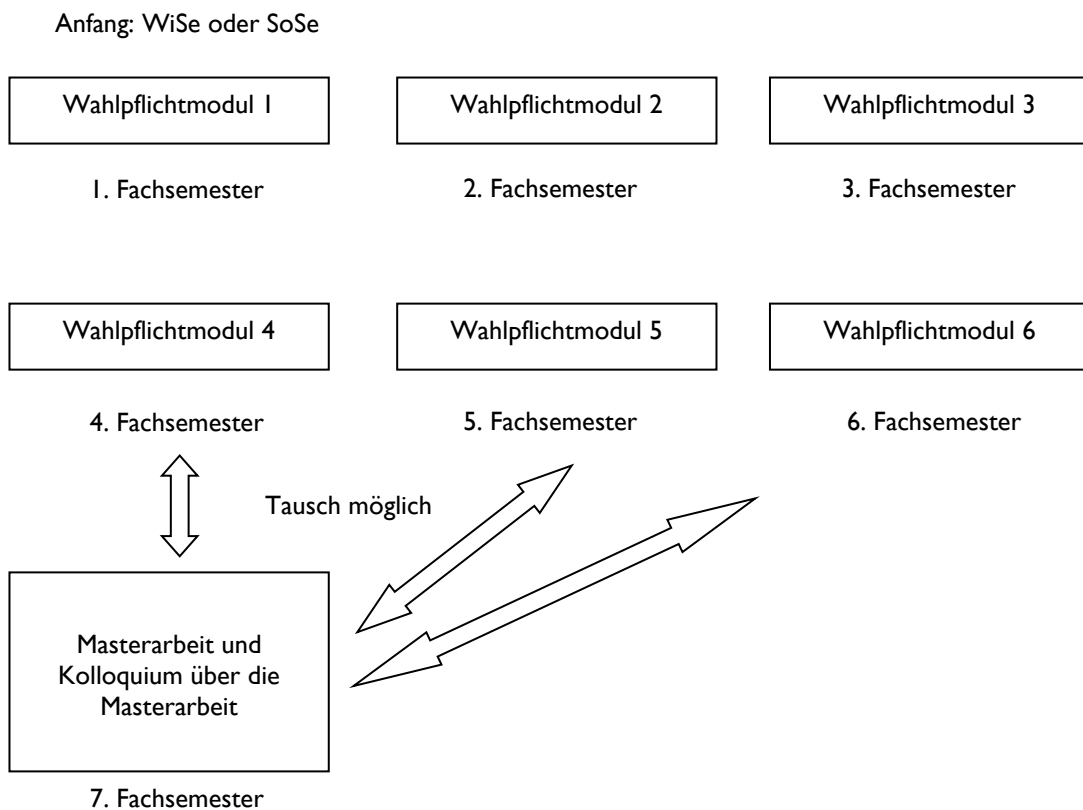 Anfang: WiSe oder SoSe
Wahlpflichtmodul 1
Wahlpflichtmodul 2
Wahlpflichtmodul 3
1. Fachsemester
2. Fachsemester
3. Fachsemester
Wahlpflichtmodul 4
Wahlpflichtmodul 5
Wahlpflichtmodul 6
4. Fachsemester
5. Fachsemester
6. Fachsemester
Tausch möglich
Masterarbeit und
Kolloquium über die
Masterarbeit
7. Fachsemester